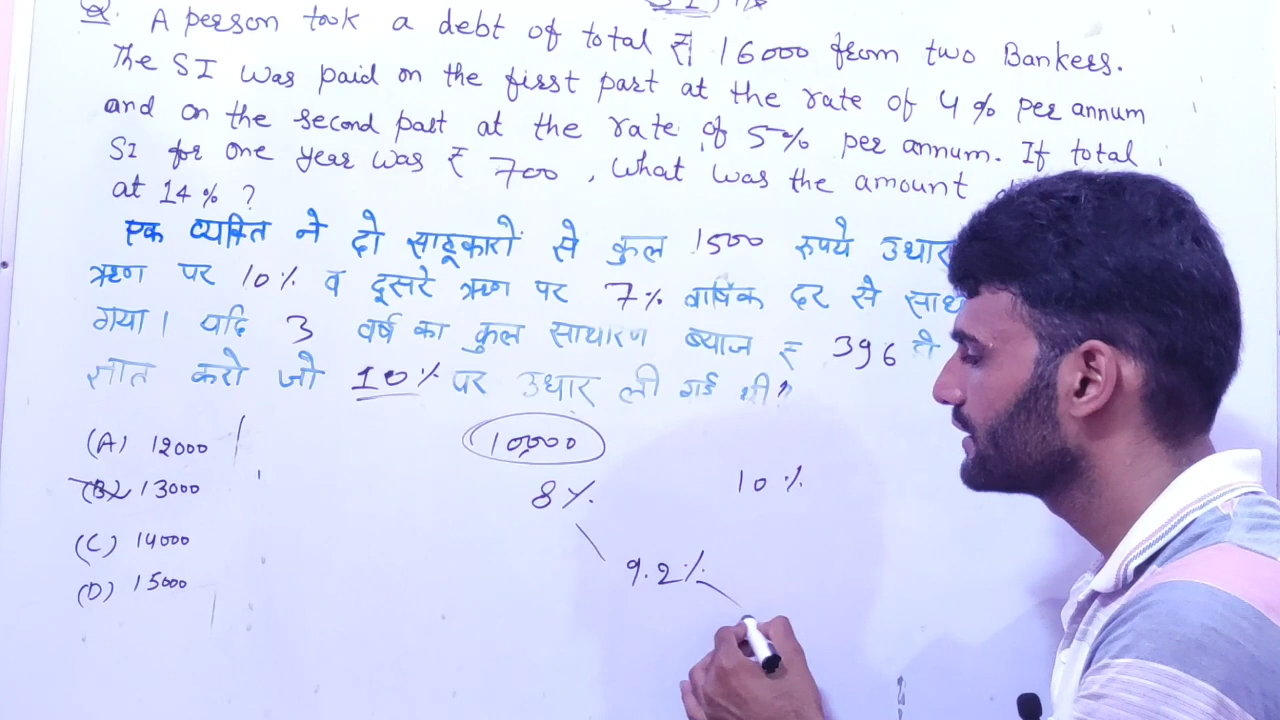 Q. A person took a debt of total ₹ 16000 from two Bankers.
The SI was paid on the first part at the rate of 4% per annum
and on the second part at the rate of 5% per annum. If total
SI for one year was ₹ 700, What was the amount
at 14%?
एक व्यक्ति ने दो साहूकारों से कुल 1500 रुपये उधार
ऋण पर 10% व दूसरे ऋण पर 7% वार्षिक दर से
गया। यदि 3 वर्ष का कुल साधारण ब्याज ₹ 396
ज्ञात करो जो 10% पर उधार ली गई थी?
(A) 12000
10,000
(B) 13000
8%
10%
(C) 14000
9.2%
(D) 15000